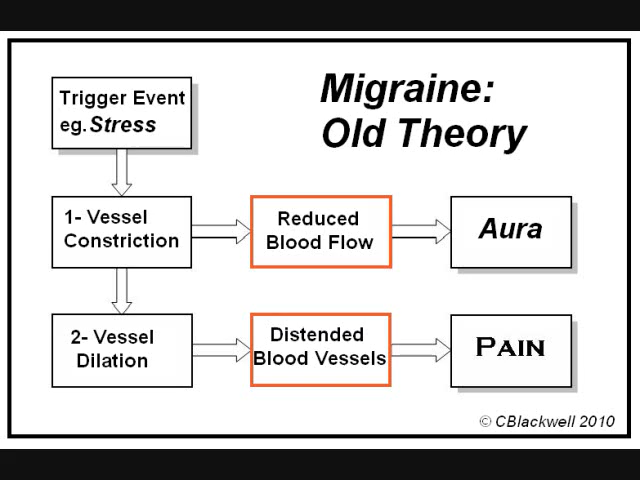 Migraine:
Old Theory
Trigger Event
eg. Stress
1- Vessel
Constriction
Reduced
Blood Flow
Aura
2- Vessel
Dilation
Distended
Blood Vessels
PAIN
© CBlackwell 2010